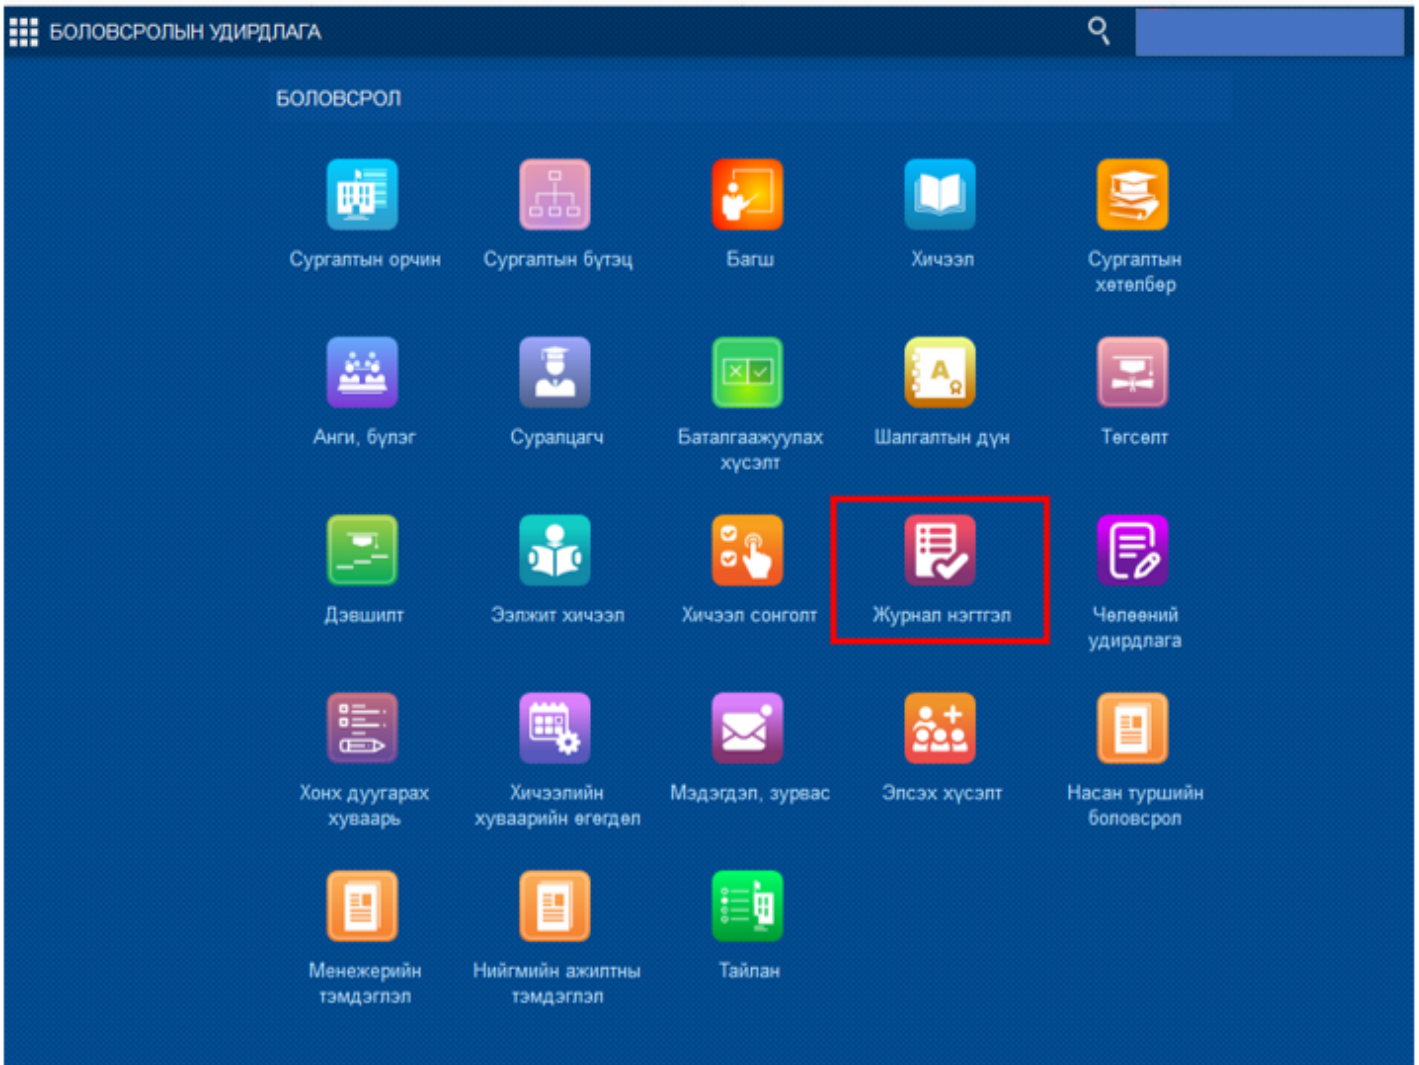 БОЛОВСРОЛЫН УДИРДЛАГА
БОЛОВСРОЛ
Сургалтын орчин
Сургалтын бүтэц
Багш
Хичээл
Сургалтын
хөтөлбөр
Анги, бүлэг
Суралцагч
Баталгаажуулах
хүсэлт
A
Шалгалтын дүн
Төгсөлт
Дэвшилт
Ээлжит хичээл
Хичээл сонголт
Журнал нэгтгэл
Чөлөөний
удирдлага
Хонх дуугарах
хуваарь
Хичээлийн
хуваарийн өгөгдөл
Мэдэгдэл, зурвас
Элсэх хүсэлт
Насан туршийн
боловсрол
Менежерийн
тэмдэглэл
Нийгмийн ажилтны
тэмдэглэл
Тайлан